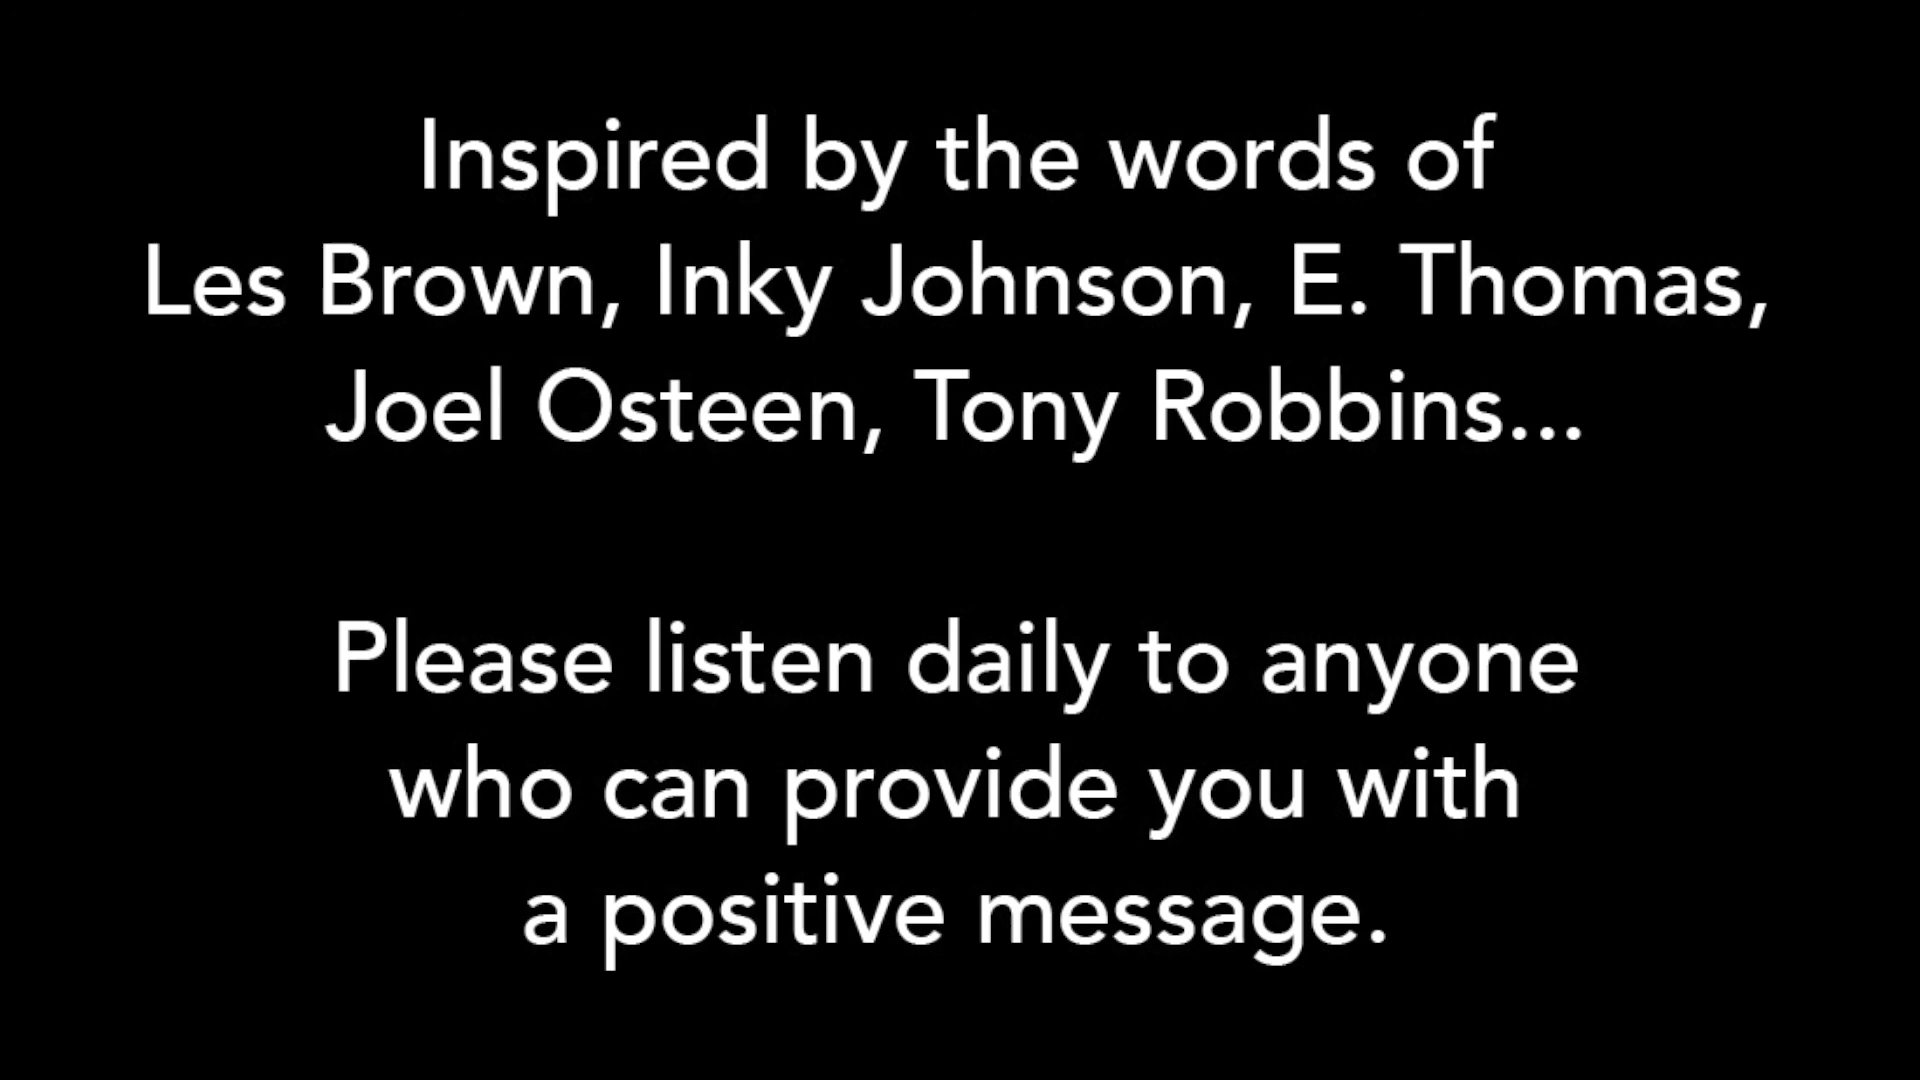 Inspired by the words of
Les Brown, Inky Johnson, E. Thomas,
Joel Osteen, Tony Robbins...
Please listen daily to anyone
who can provide you with
a positive message.